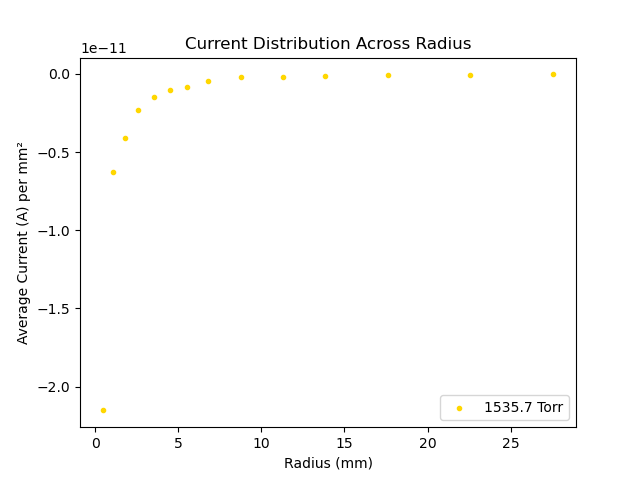 Current Distribution Across Radius
1e−11
0.0
−0.5
−1.0
−1.5
−2.0
Average Current (A) per mm²
0
5
10
15
20
25
Radius (mm)
1535.7 Torr